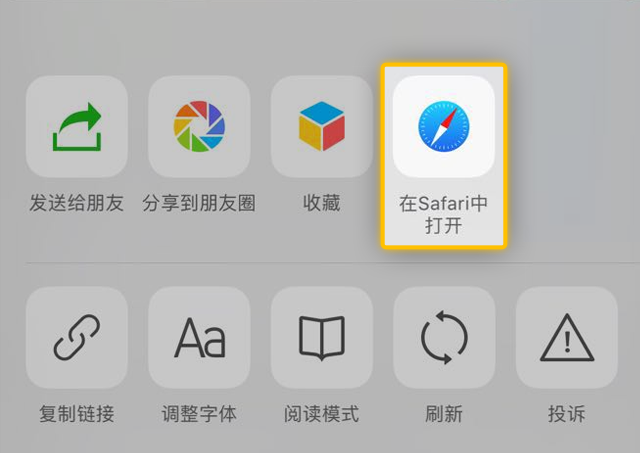 发送给朋友
分享到朋友圈
收藏
在Safari中
打开
Aa
复制链接
调整字体
阅读模式
刷新
投诉